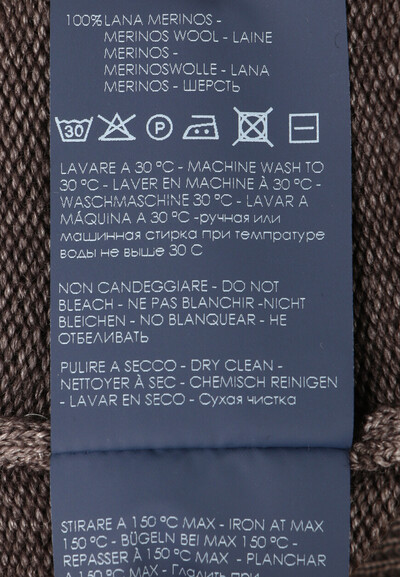 100% LANA MERINOS -
MERINOS WOOL - LAINE
MERINOS -
MERINOSWOLLE - LANA
MERINOS - ШЕРСТЬ
30 P
LAVARE A 30 °C - MACHINE WASH TO
30 °C - LAVER EN MACHINE À 30 °C -
WASCHMASCHINE 30 °C - LAVAR A
MÁQUINA A 30 °C -ручная или
машинная стирка при темпратуре
воды не выше 30 С
NON CANDEGGIARE - DO NOT
BLEACH - NE PAS BLANCHIR -NICHT
BLEICHEN - NO BLANQUEAR - НЕ
ОТБЕЛИВАТЬ
PULIRE A SECCO - DRY CLEAN -
NETTOYER À SEC - CHEMISCH REINIGEN
- LAVAR EN SECO - Сухая чистка
STIRARE A 150 °C MAX - IRON AT MAX
150 °C - BÜGELN BEI MAX 150 °C -
REPASSER À 150 °C MAX - PLANCHAR
A 150 °C MAX - Гладить при